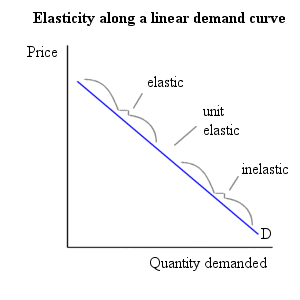 Elasticity along a linear demand curve
Price
elastic
unit
elastic
inelastic
D
Quantity demanded